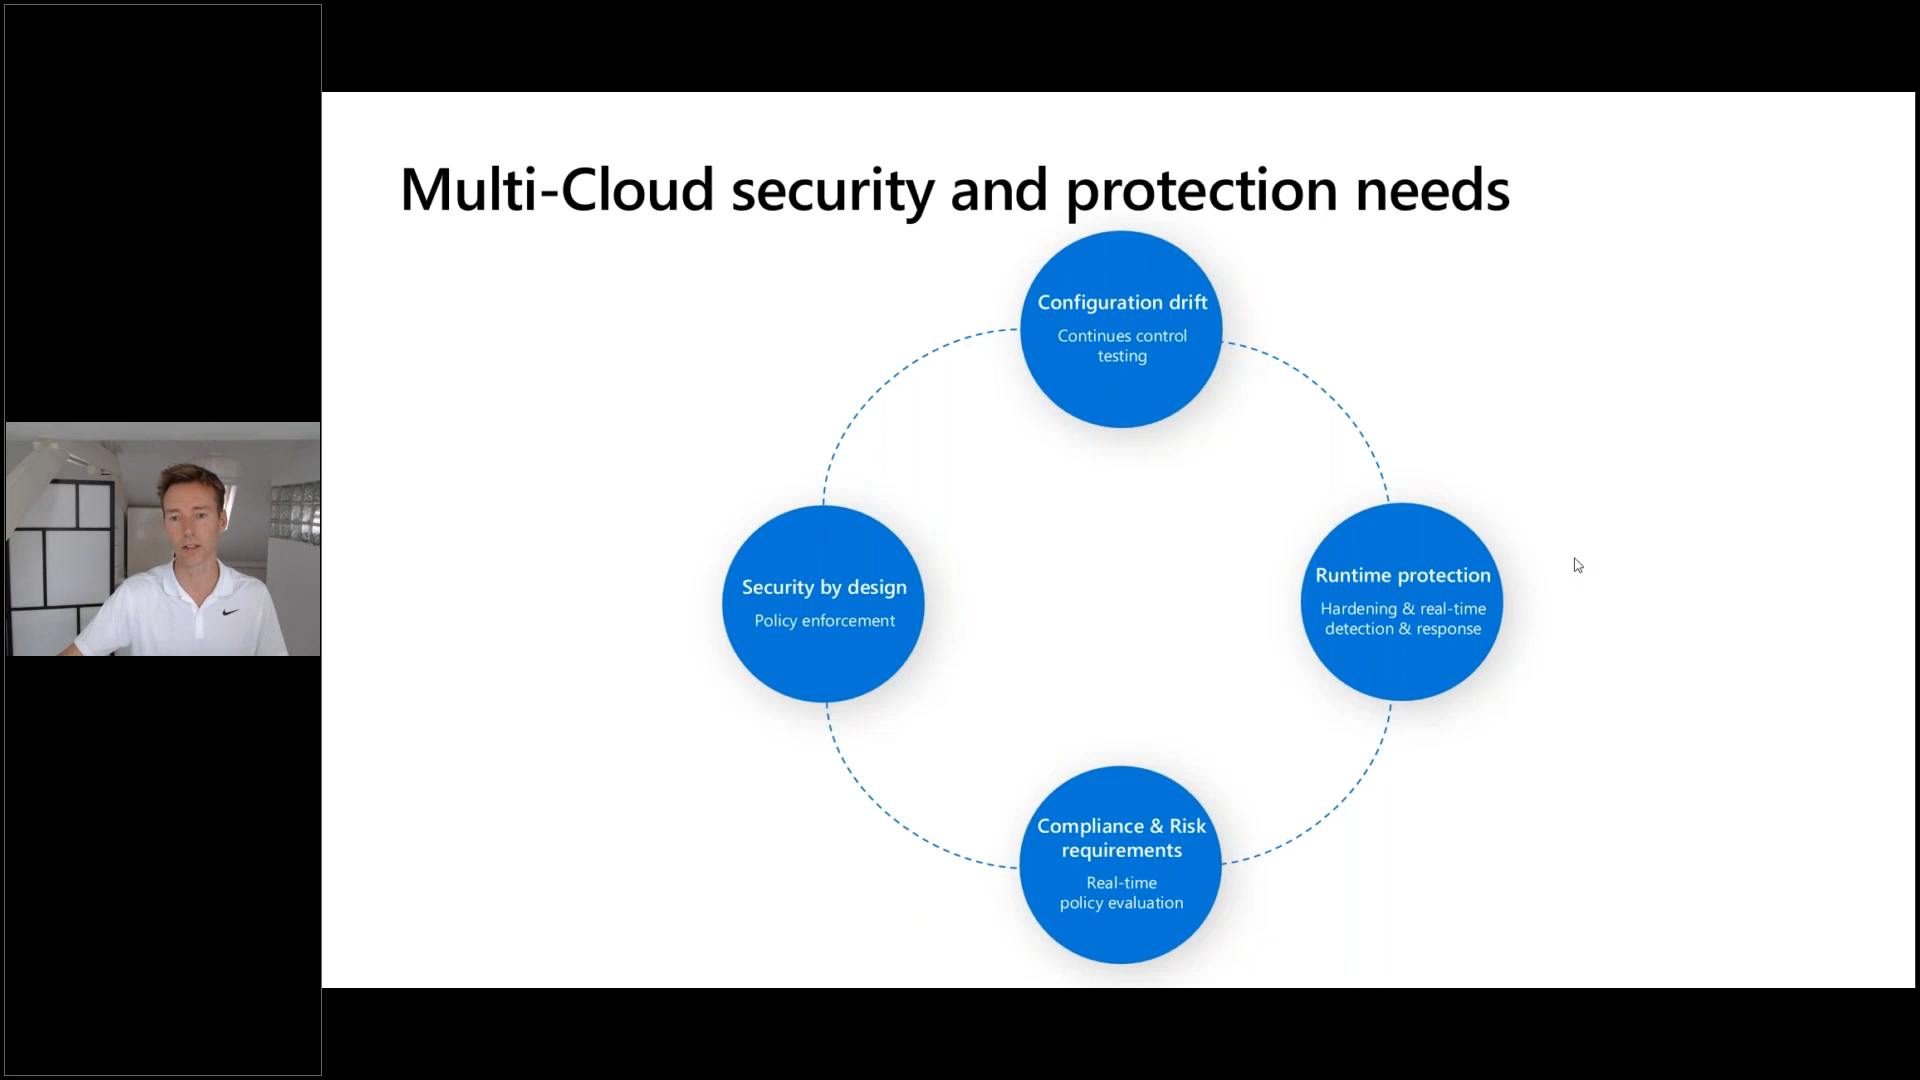 Multi-Cloud security and protection needs
Configuration drift
Continues control
testing
Security by design
Policy enforcement
Runtime protection
Hardening & real-time
detection & response
Compliance & Risk
requirements
Real-time
policy evaluation